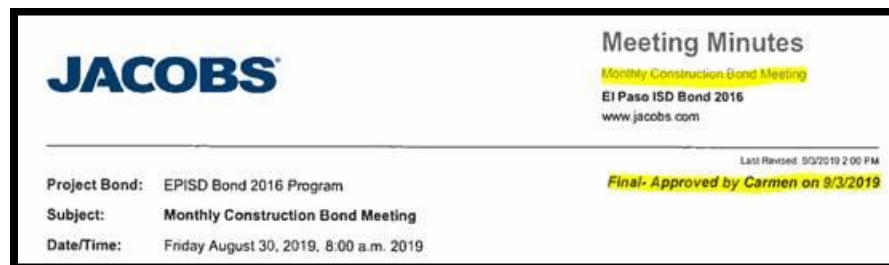 JACOBS
Meeting Minutes
Monthly Construction Bond Meeting
El Paso ISD Bond 2016
www.jacobs.com
Last Revised: 9/3/2019 2:00 PM
Final- Approved by Carmen on 9/3/2019
Project Bond: EPISD Bond 2016 Program
Subject: Monthly Construction Bond Meeting
Date/Time: Friday August 30, 2019, 8:00 a.m. 2019